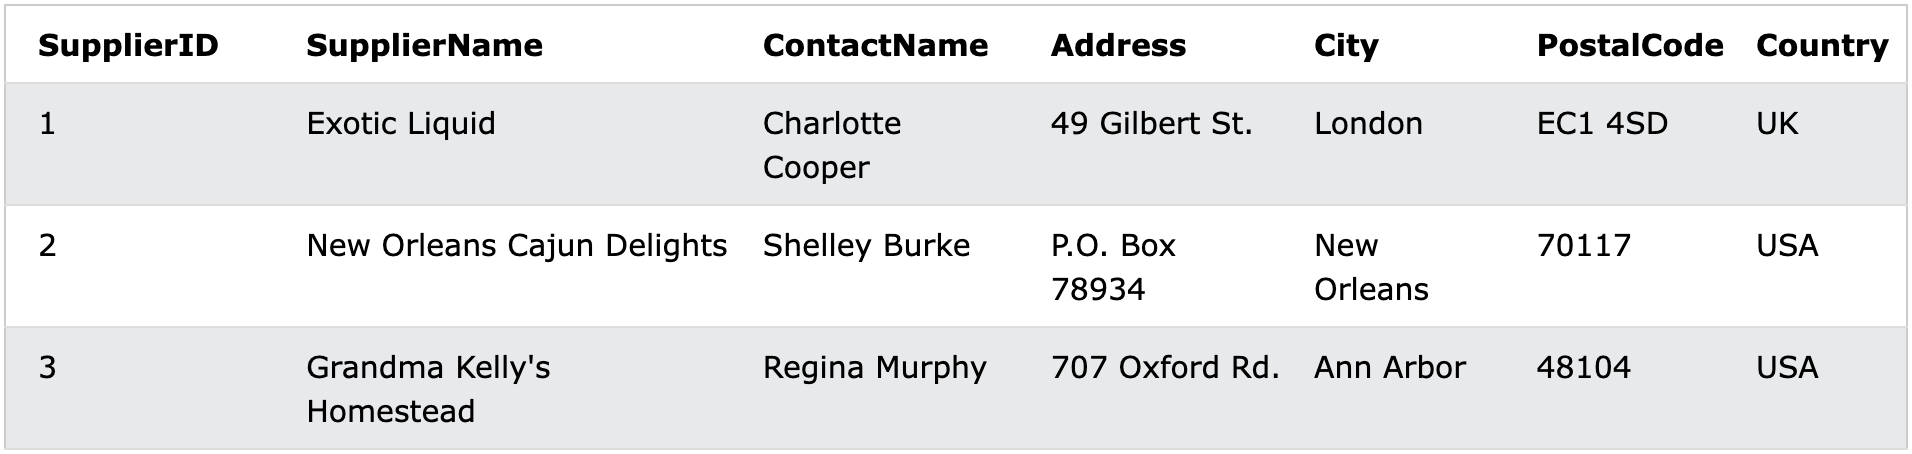 SupplierID SupplierName ContactName Address City PostalCode Country
1 Exotic Liquid Charlotte 49 Gilbert St. London EC1 4SD UK
Cooper
2 New Orleans Cajun Delights Shelley Burke P.O. Box New 70117 USA
78934 Orleans
3 Grandma Kelly's Regina Murphy 707 Oxford Rd. Ann Arbor 48104 USA
Homestead